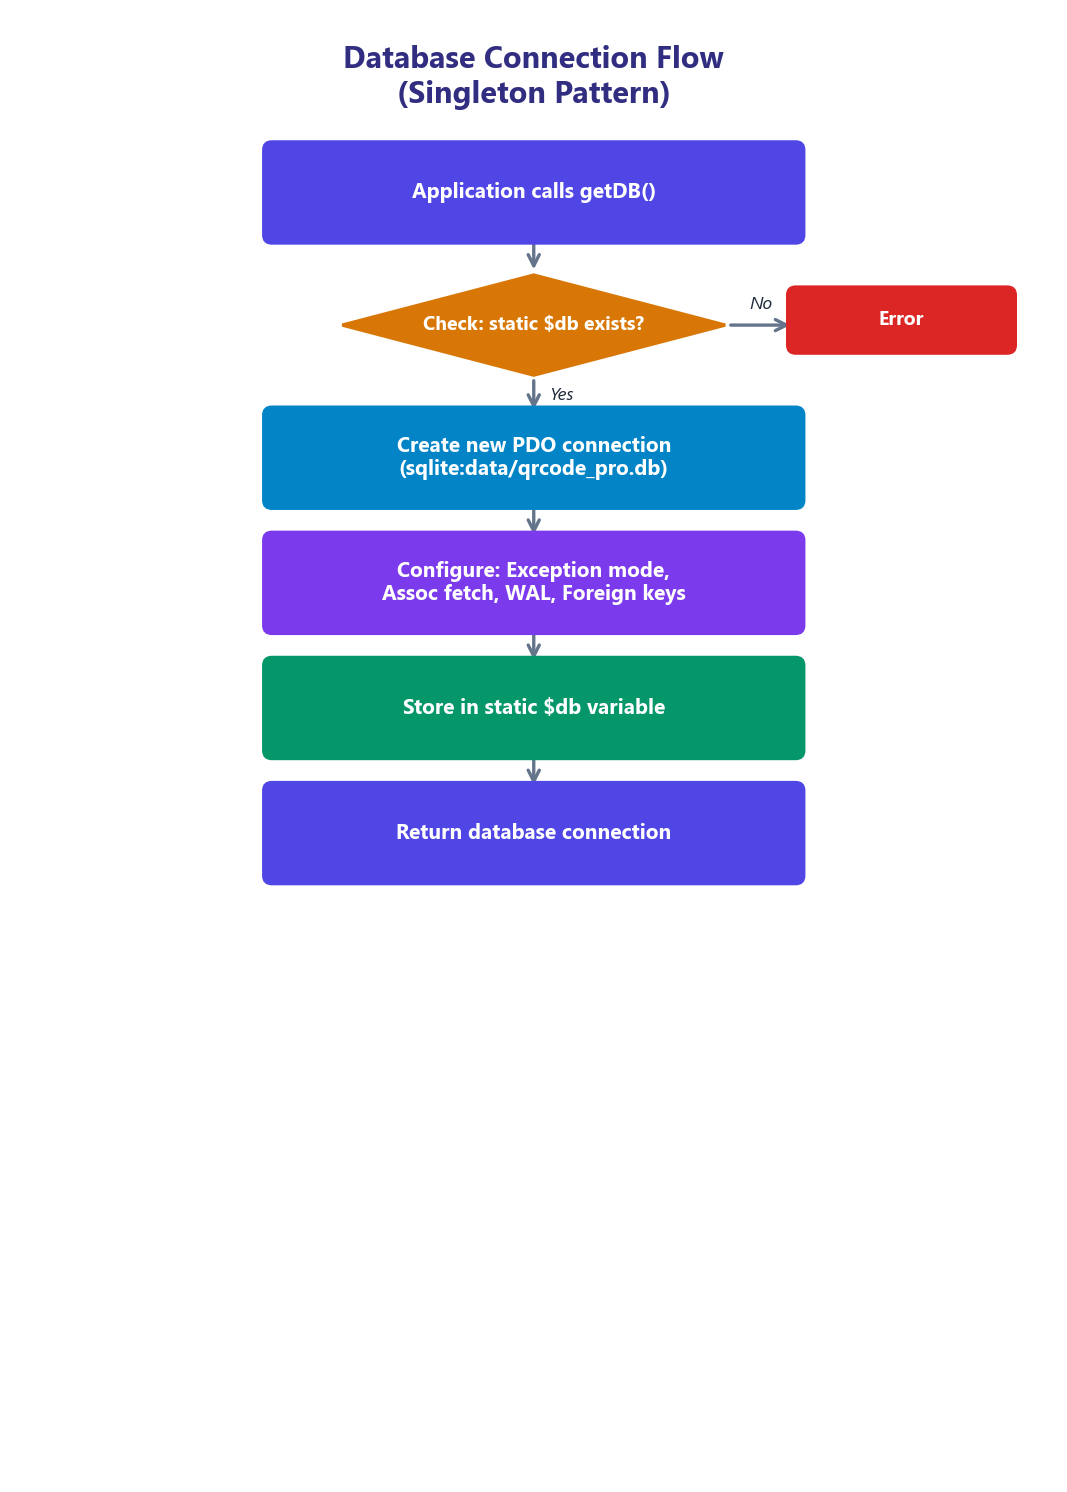 Database Connection Flow
(Singleton Pattern)
Application calls getDB()
Check: static $db exists?
No
Error
Yes
Create new PDO connection
(sqlite:data/qrcode_pro.db)
Configure: Exception mode,
Assoc fetch, WAL, Foreign keys
Store in static $db variable
Return database connection